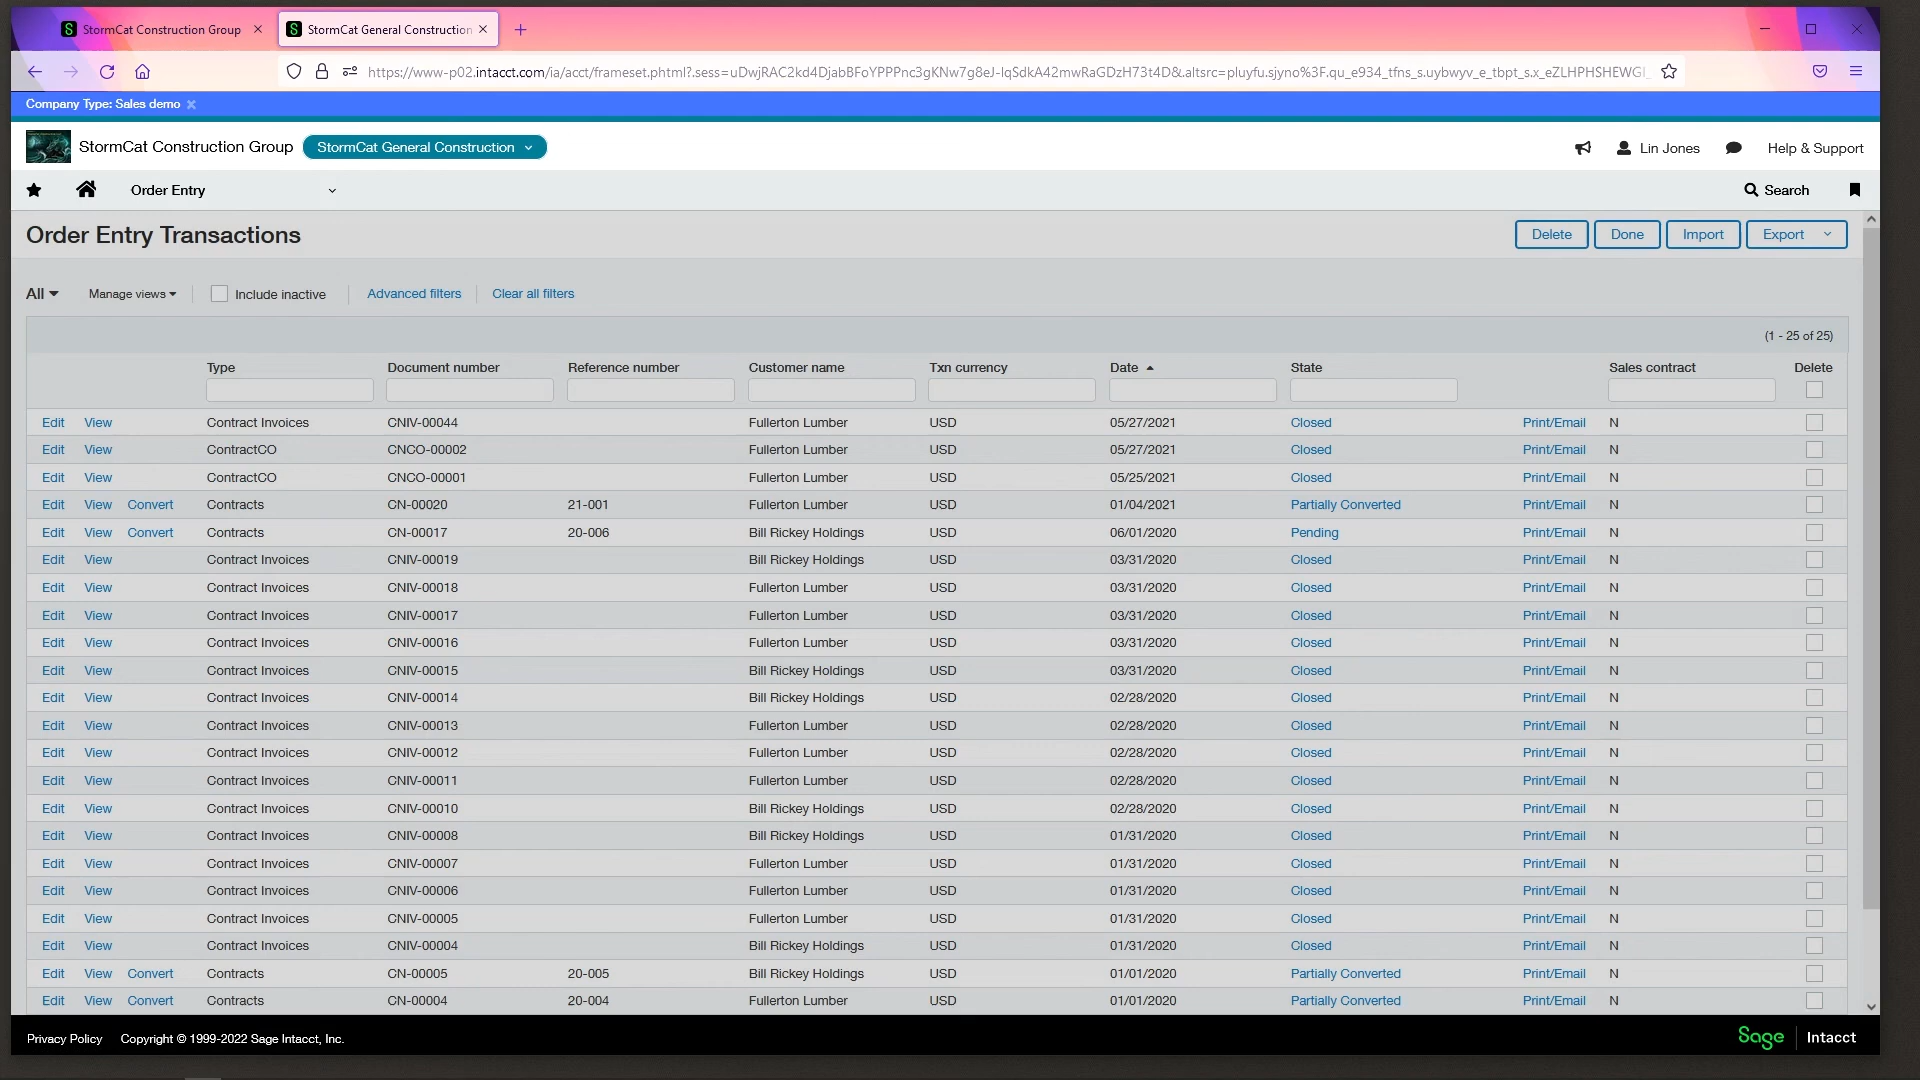 StormCat Construction Group
StormCat General Construction
Company Type: Sales demo
StormCat Construction Group StormCat General Construction Lin Jones Help & Support
Order Entry Search
Order Entry Transactions Delete Done Import Export
All Manage views Include inactive Advanced filters Clear all filters
(1 - 25 of 25)
Type Document number Reference number Customer name Txn currency Date State Sales contract Delete
Edit View Contract Invoices CNIV-00044 Fullerton Lumber USD 05/27/2021 Closed Print/Email N
Edit View ContractCO CNCO-00002 Fullerton Lumber USD 05/27/2021 Closed Print/Email N
Edit View ContractCO CNCO-00001 Fullerton Lumber USD 05/25/2021 Closed Print/Email N
Edit View Convert Contracts CN-00020 21-001 Fullerton Lumber USD 01/04/2021 Partially Converted Print/Email N
Edit View Convert Contracts CN-00017 20-006 Bill Rickey Holdings USD 06/01/2020 Pending Print/Email N
Edit View Contract Invoices CNIV-00019 Bill Rickey Holdings USD 03/31/2020 Closed Print/Email N
Edit View Contract Invoices CNIV-00018 Fullerton Lumber USD 03/31/2020 Closed Print/Email N
Edit View Contract Invoices CNIV-00017 Fullerton Lumber USD 03/31/2020 Closed Print/Email N
Edit View Contract Invoices CNIV-00016 Fullerton Lumber USD 03/31/2020 Closed Print/Email N
Edit View Contract Invoices CNIV-00015 Bill Rickey Holdings USD 03/31/2020 Closed Print/Email N
Edit View Contract Invoices CNIV-00014 Bill Rickey Holdings USD 02/28/2020 Closed Print/Email N
Edit View Contract Invoices CNIV-00013 Fullerton Lumber USD 02/28/2020 Closed Print/Email N
Edit View Contract Invoices CNIV-00012 Fullerton Lumber USD 02/28/2020 Closed Print/Email N
Edit View Contract Invoices CNIV-00011 Fullerton Lumber USD 02/28/2020 Closed Print/Email N
Edit View Contract Invoices CNIV-00010 Bill Rickey Holdings USD 02/28/2020 Closed Print/Email N
Edit View Contract Invoices CNIV-00008 Bill Rickey Holdings USD 01/31/2020 Closed Print/Email N
Edit View Contract Invoices CNIV-00007 Fullerton Lumber USD 01/31/2020 Closed Print/Email N
Edit View Contract Invoices CNIV-00006 Fullerton Lumber USD 01/31/2020 Closed Print/Email N
Edit View Contract Invoices CNIV-00005 Fullerton Lumber USD 01/31/2020 Closed Print/Email N
Edit View Contract Invoices CNIV-00004 Bill Rickey Holdings USD 01/31/2020 Closed Print/Email N
Edit View Convert Contracts CN-00005 20-005 Bill Rickey Holdings USD 01/01/2020 Partially Converted Print/Email N
Edit View Convert Contracts CN-00004 20-004 Fullerton Lumber USD 01/01/2020 Partially Converted Print/Email N
Privacy Policy Copyright © 1999-2022 Sage Intacct, Inc. Sage Intacct